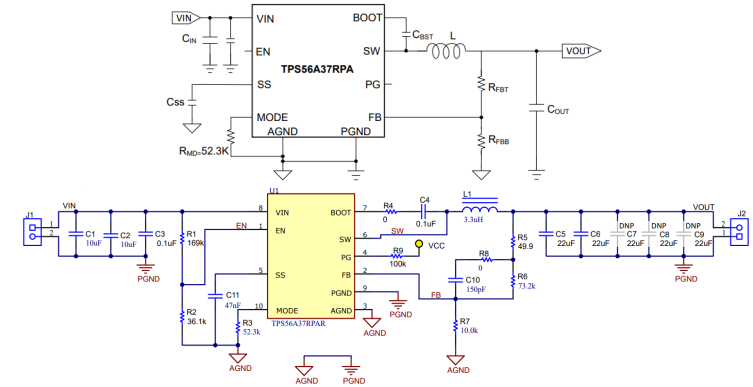 VIN
VIN
BOOT
CIN
CBST
L
EN
SW
VOUT
TPS56A37RPA
SS
PG
RFBT
Css
MODE
FB
COUT
AGND
PGND
RFBB
RMD=52.3K
U1
L1
J1
VIN
8
VIN
BOOT
7
R4
C4
3.3uH
VOUT
J2
1
2
C1
10uF
C2
10uF
C3
0.1uF
R1
169k
EN
1
EN
0
0.1uF
SW
SW
6
R5
49.9
C5
22uF
C6
22uF
DNP
C7
22uF
DNP
C8
22uF
DNP
C9
22uF
2
1
PG
4
R9
100k
VCC
R8
0
PGND
5
SS
FB
2
C10
150pF
R6
73.2k
PGND
C11
47nF
PGND
9
FB
R2
36.1k
10
MODE
AGND
3
PGND
R3
52.3k
TPS56A37RPAR
AGND
R7
10.0k
AGND
AGND
PGND
AGND